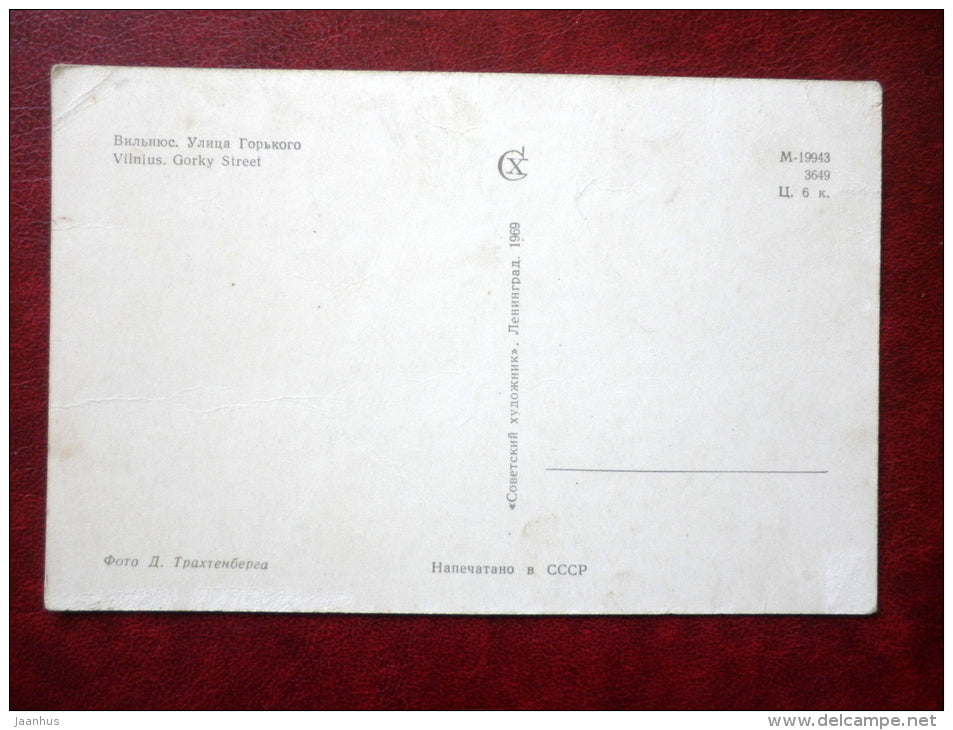 Вильнюс. Улица Горького
Vilnius. Gorky Street
СХ
М-19943
3649
Ц. 6 к.
«Советский художник». Ленинград. 1969
Фото Д. Трахтенберга
Напечатано в СССР
jaanhus
www.delcampe.net